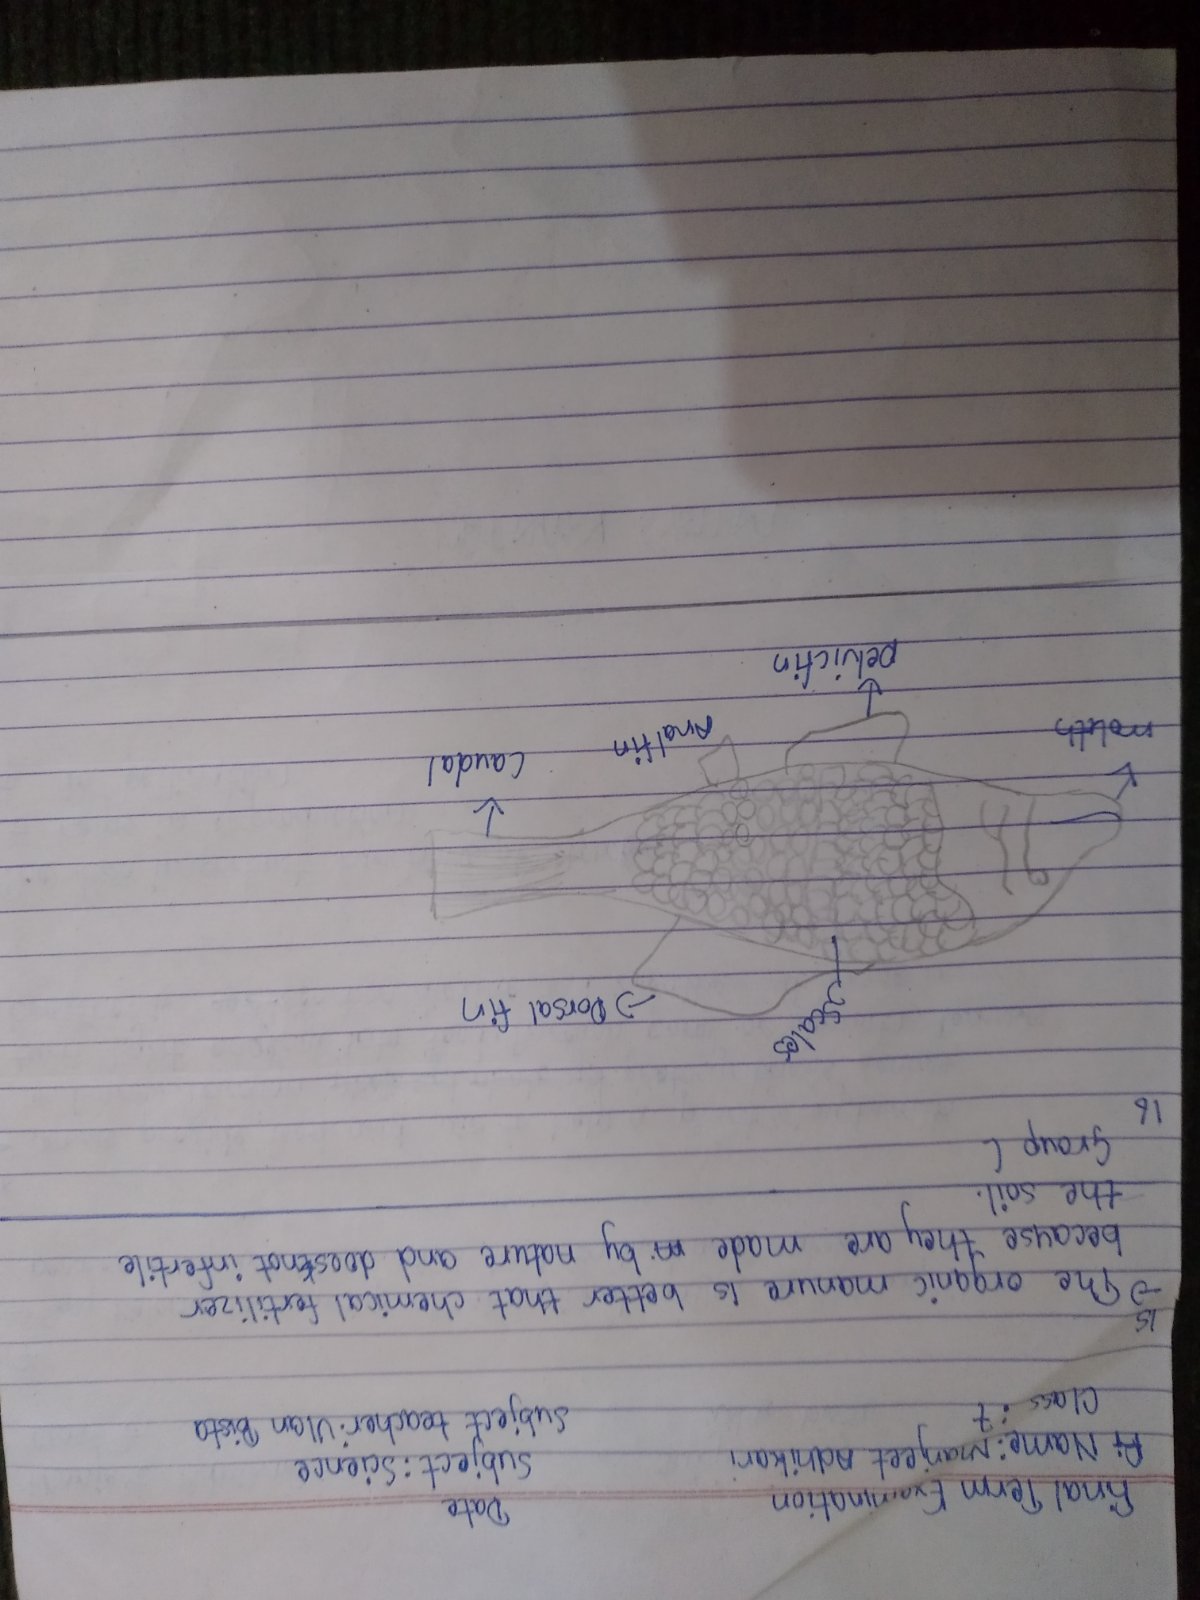 Final Term Examination Date
Name: Manjeet Adhikari Subject: Science
Class: 7 Subject teacher: Ulan Bista
15
→ The organic manure is better that chemical fertilizer
because they are made by nature and doesnot infertile
the soil.
Group C
16
Scales
→ Dorsal fin
mouth
Caudal
Analfin
pelvicfin